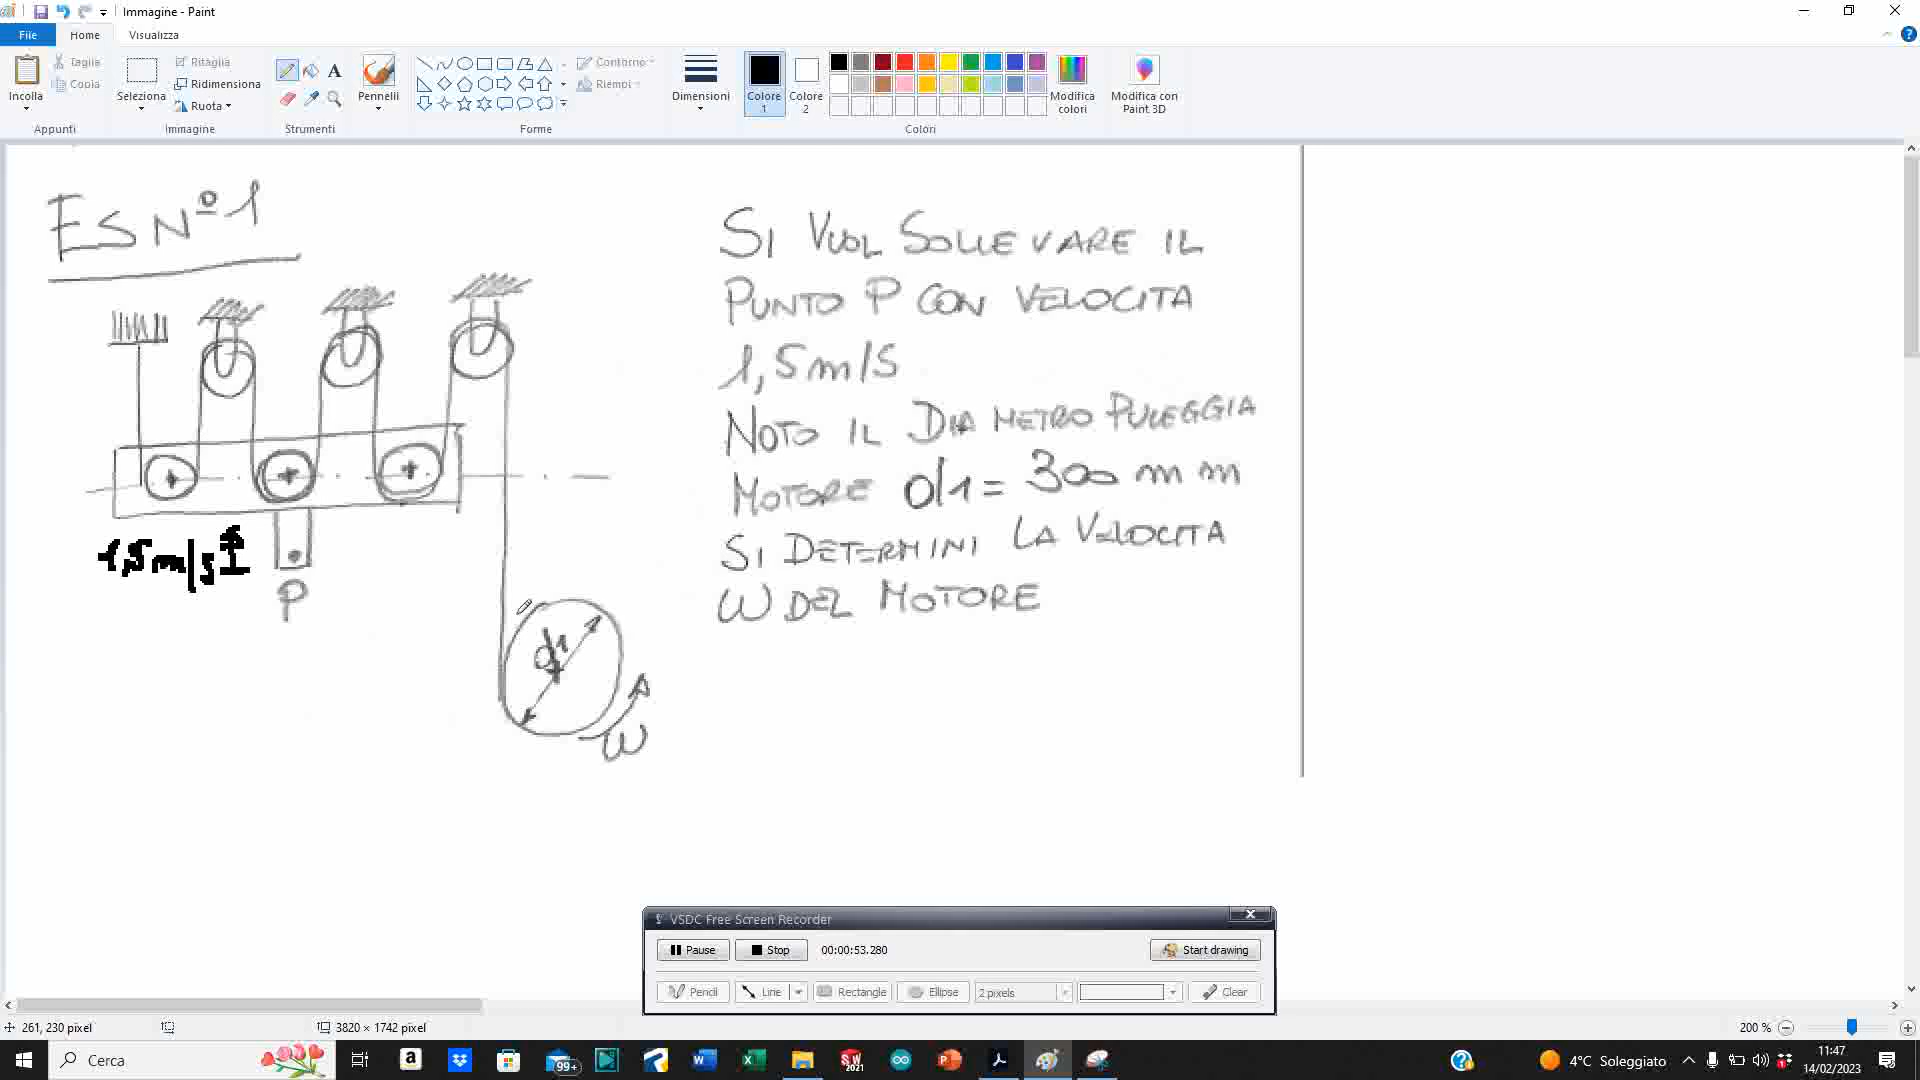 Immagine - Paint
File
Home
Visualizza
Incolla
Taglia
Copia
Appunti
Seleziona
Ritaglia
Ridimensiona
Ruota
Immagine
A
Strumenti
Pennelli
Contorno
Riempi
Forme
Dimensioni
Colore 1
Colore 2
Modifica colori
Modifica con Paint 3D
Colori
ES Nº1
1,5m/s
P
d1
ω
SI VUOL SOLLEVARE IL
PUNTO P CON VELOCITA
1,5m/s
NOTO IL DIAMETRO PULEGGIA
MOTORE d1= 300 mm
SI DETERMINI LA VELOCITA
ω DEL MOTORE
VSDC Free Screen Recorder
Pause
Stop
00:00:53.280
Start drawing
Pencil
Line
Rectangle
Ellipse
2 pixels
Clear
261, 230 pixel
3820 × 1742 pixel
200 %
Cerca
99+
4°C Soleggiato
11:47
14/02/2023